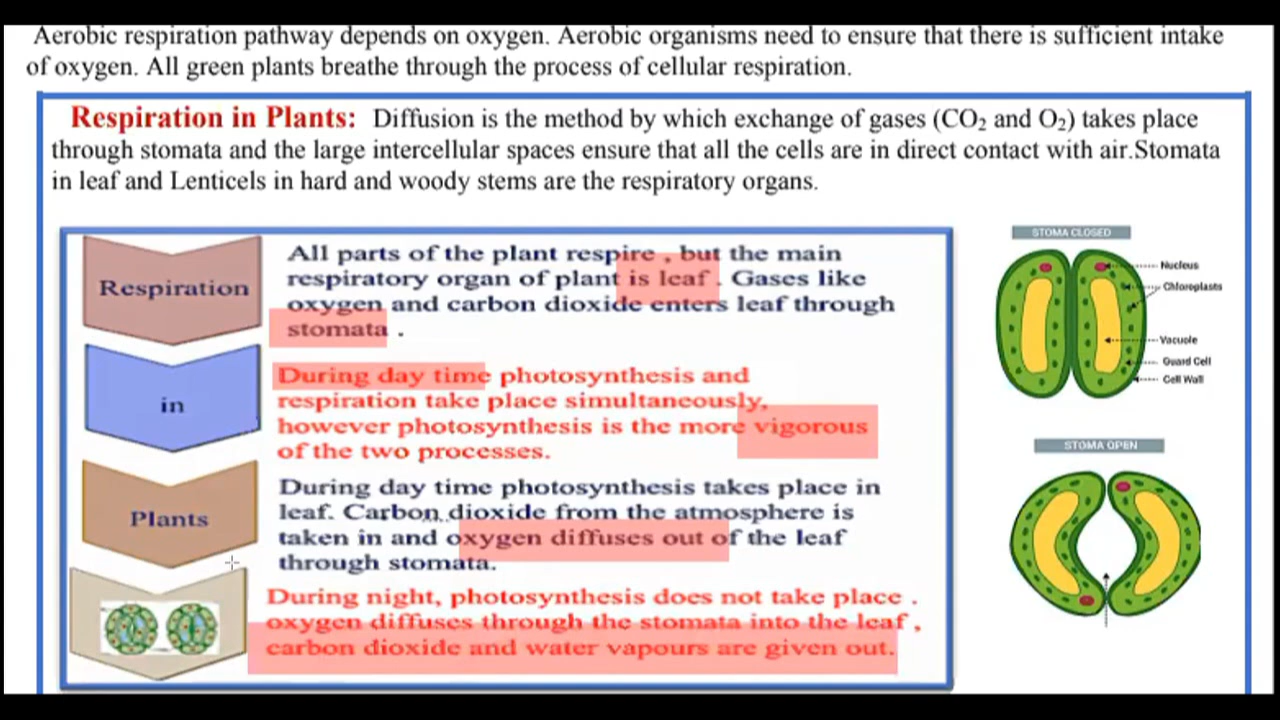 Aerobic respiration pathway depends on oxygen. Aerobic organisms need to ensure that there is sufficient intake
of oxygen. All green plants breathe through the process of cellular respiration.
Respiration in Plants: Diffusion is the method by which exchange of gases (CO₂ and O₂) takes place
through stomata and the large intercellular spaces ensure that all the cells are in direct contact with air.Stomata
in leaf and Lenticels in hard and woody stems are the respiratory organs.
Respiration
in
Plants
All parts of the plant respire , but the main
respiratory organ of plant is leaf . Gases like
oxygen and carbon dioxide enters leaf through
stomata .
During day time photosynthesis and
respiration take place simultaneously,
however photosynthesis is the more vigorous
of the two processes.
During day time photosynthesis takes place in
leaf. Carbon dioxide from the atmosphere is
taken in and oxygen diffuses out of the leaf
through stomata.
During night, photosynthesis does not take place .
oxygen diffuses through the stomata into the leaf ,
carbon dioxide and water vapours are given out.
STOMA CLOSED
Nucleus
Chloroplasts
Vacuole
Guard Cell
Cell Wall
STOMA OPEN